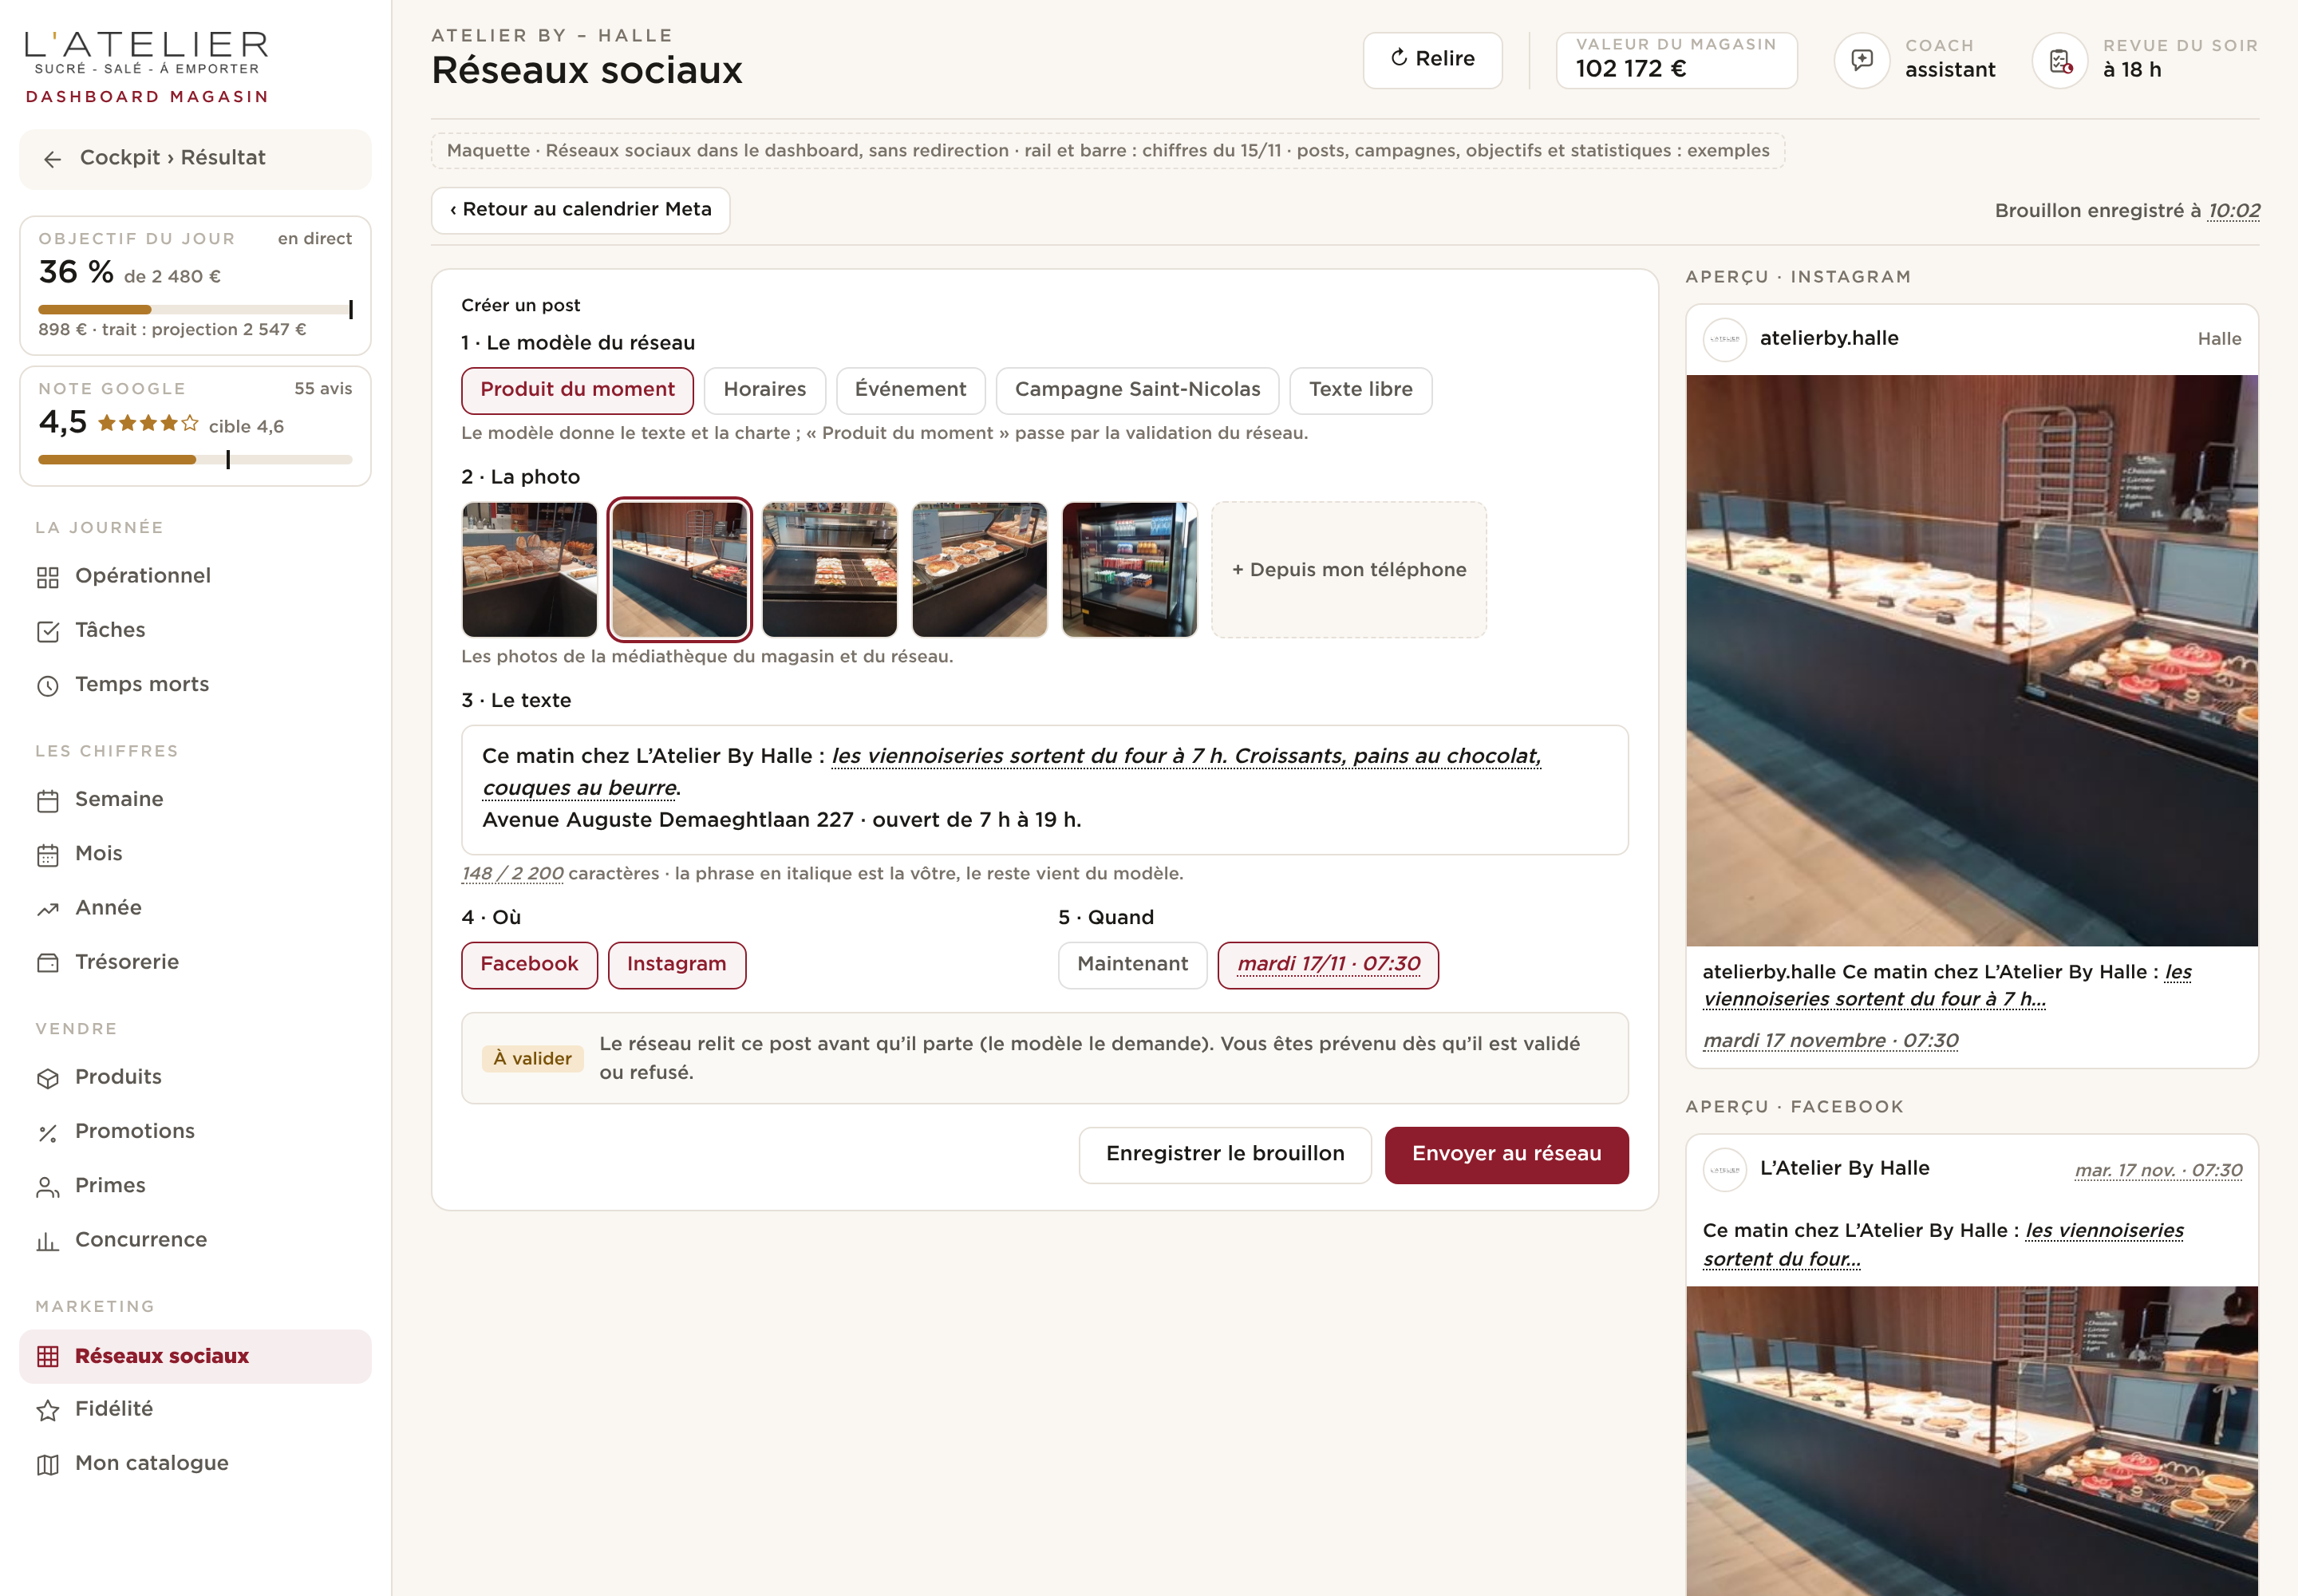 L'ATELIER
SUCRÉ - SALÉ - À EMPORTER
DASHBOARD MAGASIN
Cockpit › Résultat
OBJECTIF DU JOUR en direct
36 % de 2 480 €
898 € · trait : projection 2 547 €
NOTE GOOGLE 55 avis
4,5 cible 4,6
LA JOURNÉE
Opérationnel
Tâches
Temps morts
LES CHIFFRES
Semaine
Mois
Année
Trésorerie
VENDRE
Produits
Promotions
Primes
Concurrence
MARKETING
Réseaux sociaux
Fidélité
Mon catalogue
ATELIER BY – HALLE
Réseaux sociaux
Relire
VALEUR DU MAGASIN
102 172 €
COACH
assistant
REVUE DU SOIR
à 18 h
Maquette · Réseaux sociaux dans le dashboard, sans redirection · rail et barre : chiffres du 15/11 · posts, campagnes, objectifs et statistiques : exemples
‹ Retour au calendrier Meta
Brouillon enregistré à 10:02
Créer un post
1 · Le modèle du réseau
Produit du moment Horaires Événement Campagne Saint-Nicolas Texte libre
Le modèle donne le texte et la charte ; « Produit du moment » passe par la validation du réseau.
2 · La photo
+ Depuis mon téléphone
Les photos de la médiathèque du magasin et du réseau.
3 · Le texte
Ce matin chez L’Atelier By Halle : les viennoiseries sortent du four à 7 h. Croissants, pains au chocolat,
couques au beurre.
Avenue Auguste Demaeghtlaan 227 · ouvert de 7 h à 19 h.
148 / 2 200 caractères · la phrase en italique est la vôtre, le reste vient du modèle.
4 · Où
Facebook Instagram
5 · Quand
Maintenant mardi 17/11 · 07:30
À valider
Le réseau relit ce post avant qu’il parte (le modèle le demande). Vous êtes prévenu dès qu’il est validé
ou refusé.
Enregistrer le brouillon Envoyer au réseau
APERÇU · INSTAGRAM
atelierby.halle Halle
atelierby.halle Ce matin chez L’Atelier By Halle : les
viennoiseries sortent du four à 7 h…
mardi 17 novembre · 07:30
APERÇU · FACEBOOK
L’Atelier By Halle mar. 17 nov. · 07:30
Ce matin chez L’Atelier By Halle : les viennoiseries
sortent du four…